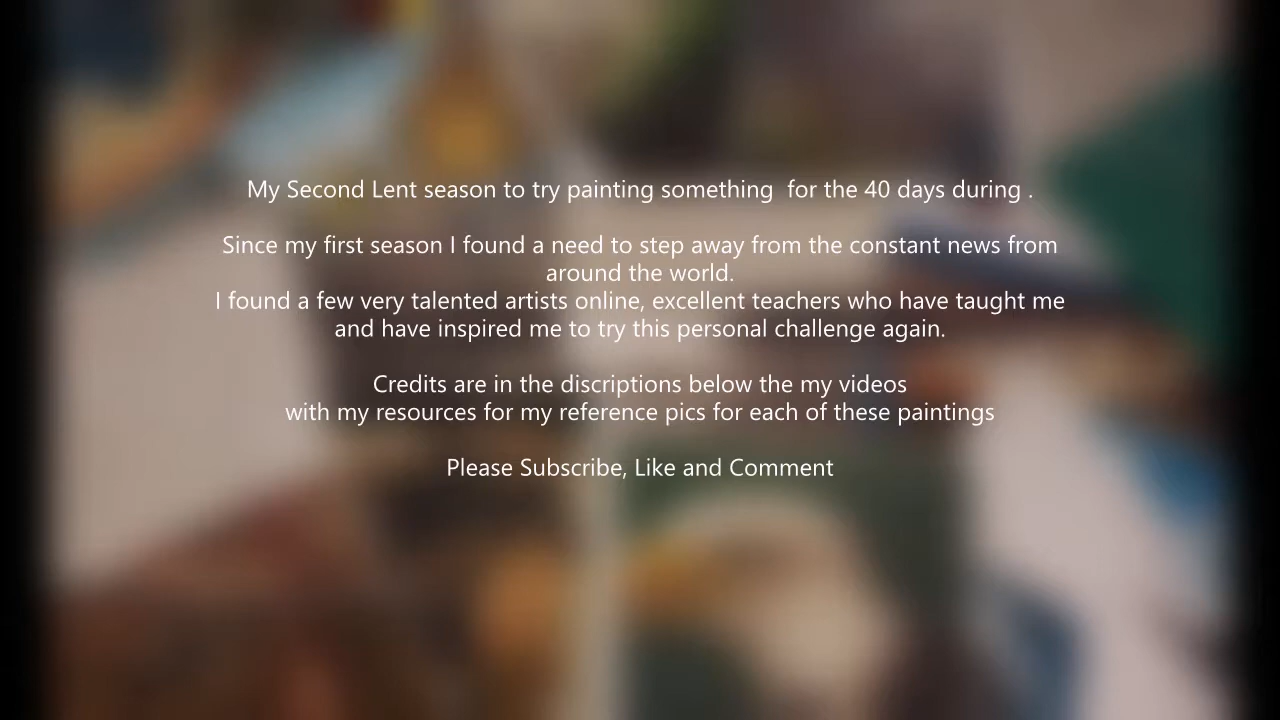 My Second Lent season to try painting something  for the 40 days during .
Since my first season I found a need to step away from the constant news from
around the world.
I found a few very talented artists online, excellent teachers who have taught me
and have inspired me to try this personal challenge again.
Credits are in the discriptions below the my videos
with my resources for my reference pics for each of these paintings
Please Subscribe, Like and Comment